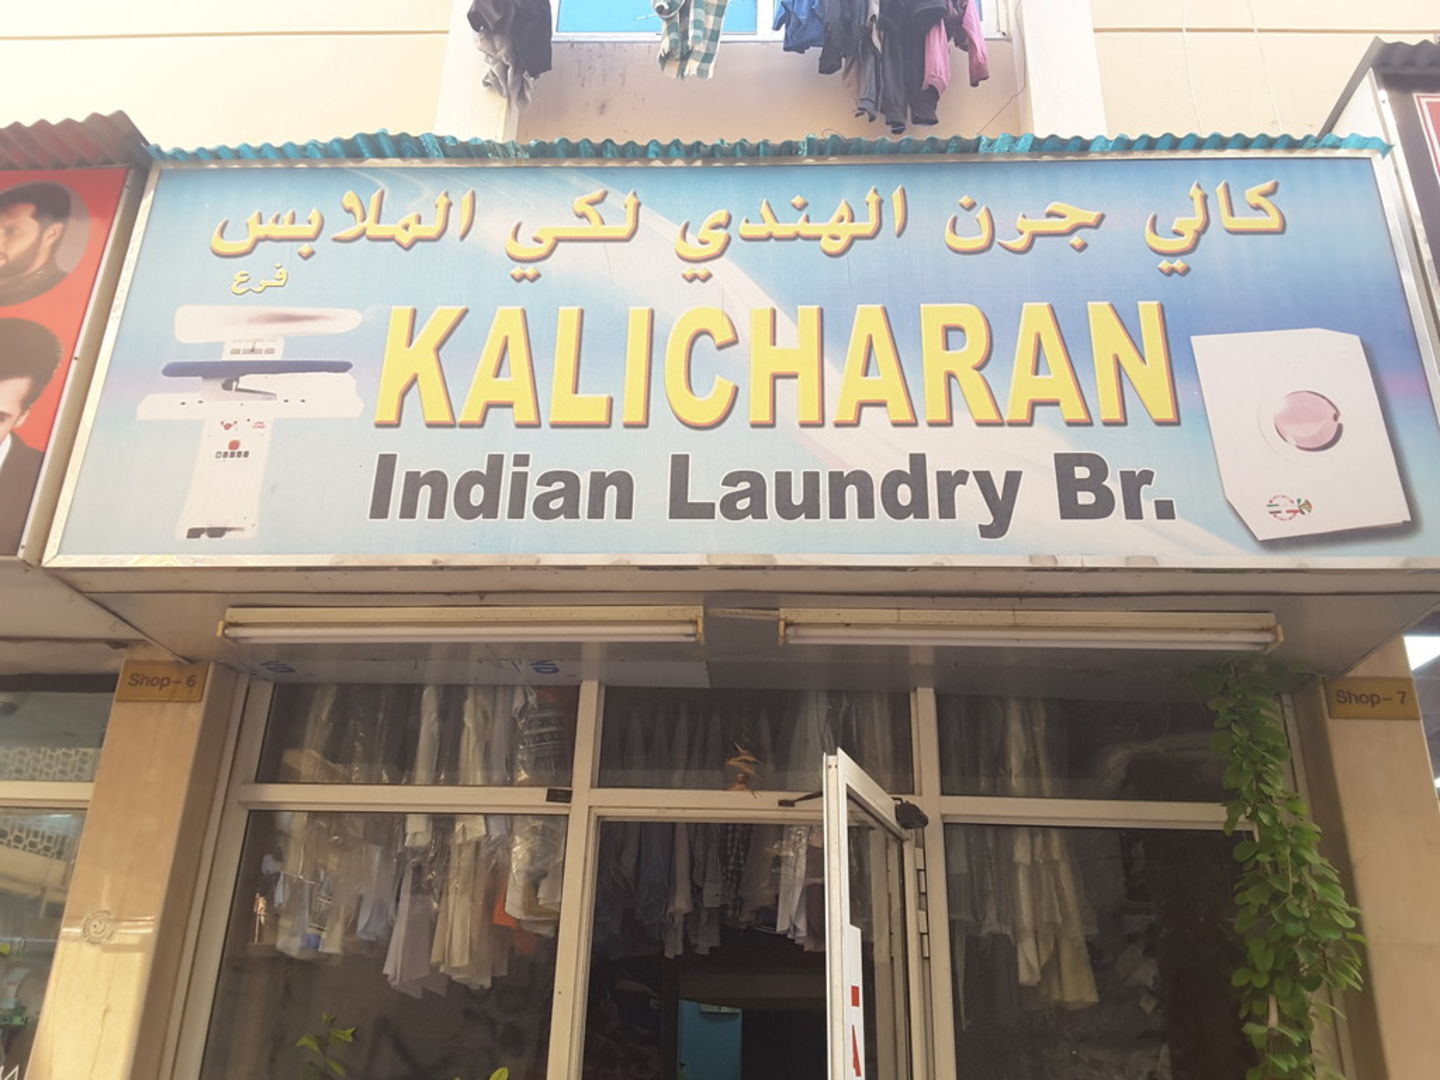 كالي جرن الهندي لكي الملابس
فرع
KALICHARAN
Indian Laundry Br.
Shop-6
Shop-7